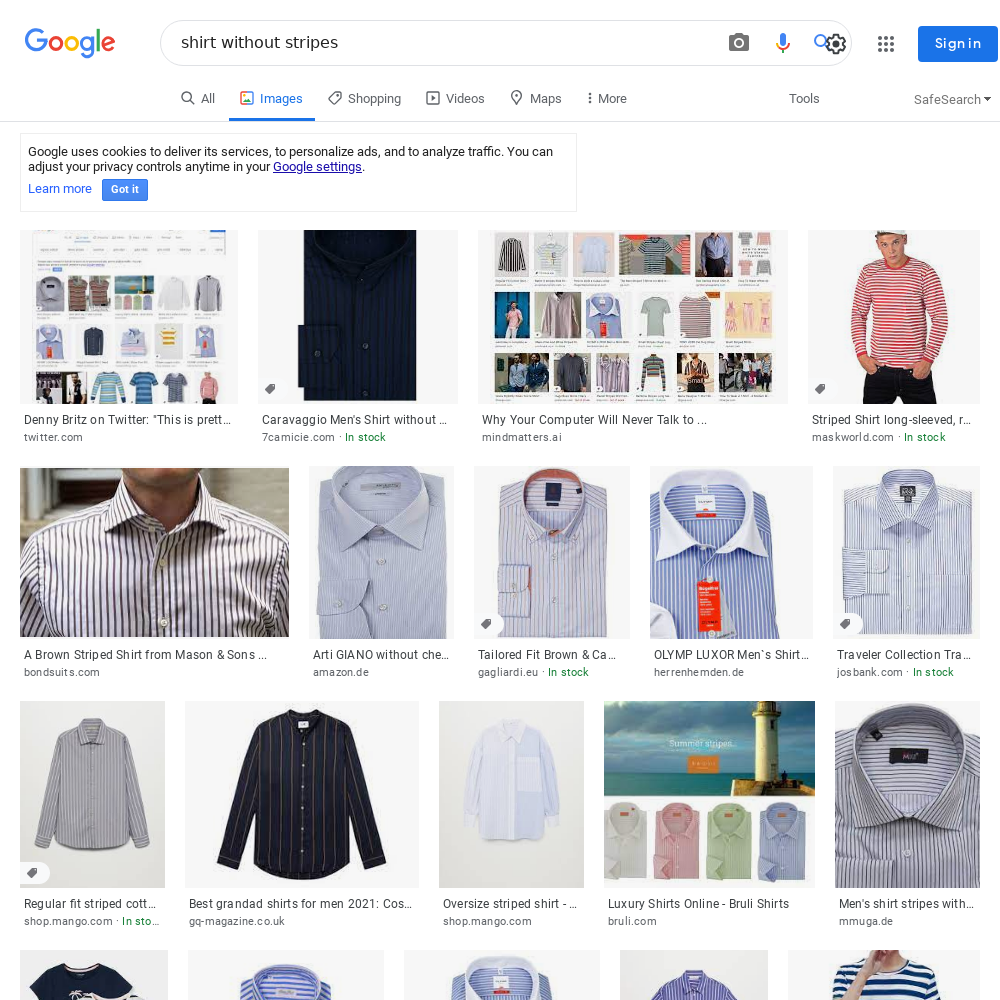 Google
shirt without stripes
Sign in
All
Images
Shopping
Videos
Maps
More
Tools
SafeSearch
Google uses cookies to deliver its services, to personalize ads, and to analyze traffic. You can
adjust your privacy controls anytime in your Google settings.
Learn more
Got it
Denny Britz on Twitter: "This is prett...
twitter.com
Caravaggio Men's Shirt without ...
7camicie.com · In stock
Why Your Computer Will Never Talk to ...
mindmatters.ai
Striped Shirt long-sleeved, r...
maskworld.com · In stock
A Brown Striped Shirt from Mason & Sons ...
bondsuits.com
Arti GIANO without che...
amazon.de
Tailored Fit Brown & Ca...
gagliardi.eu · In stock
OLYMP LUXOR Men`s Shirt...
herrenhemden.de
Traveler Collection Tra...
josbank.com · In stock
Summer stripes
Regular fit striped cott...
shop.mango.com · In sto...
Best grandad shirts for men 2021: Cos...
gq-magazine.co.uk
Oversize striped shirt - ...
shop.mango.com
Luxury Shirts Online - Bruli Shirts
bruli.com
Men's shirt stripes with...
mmuga.de